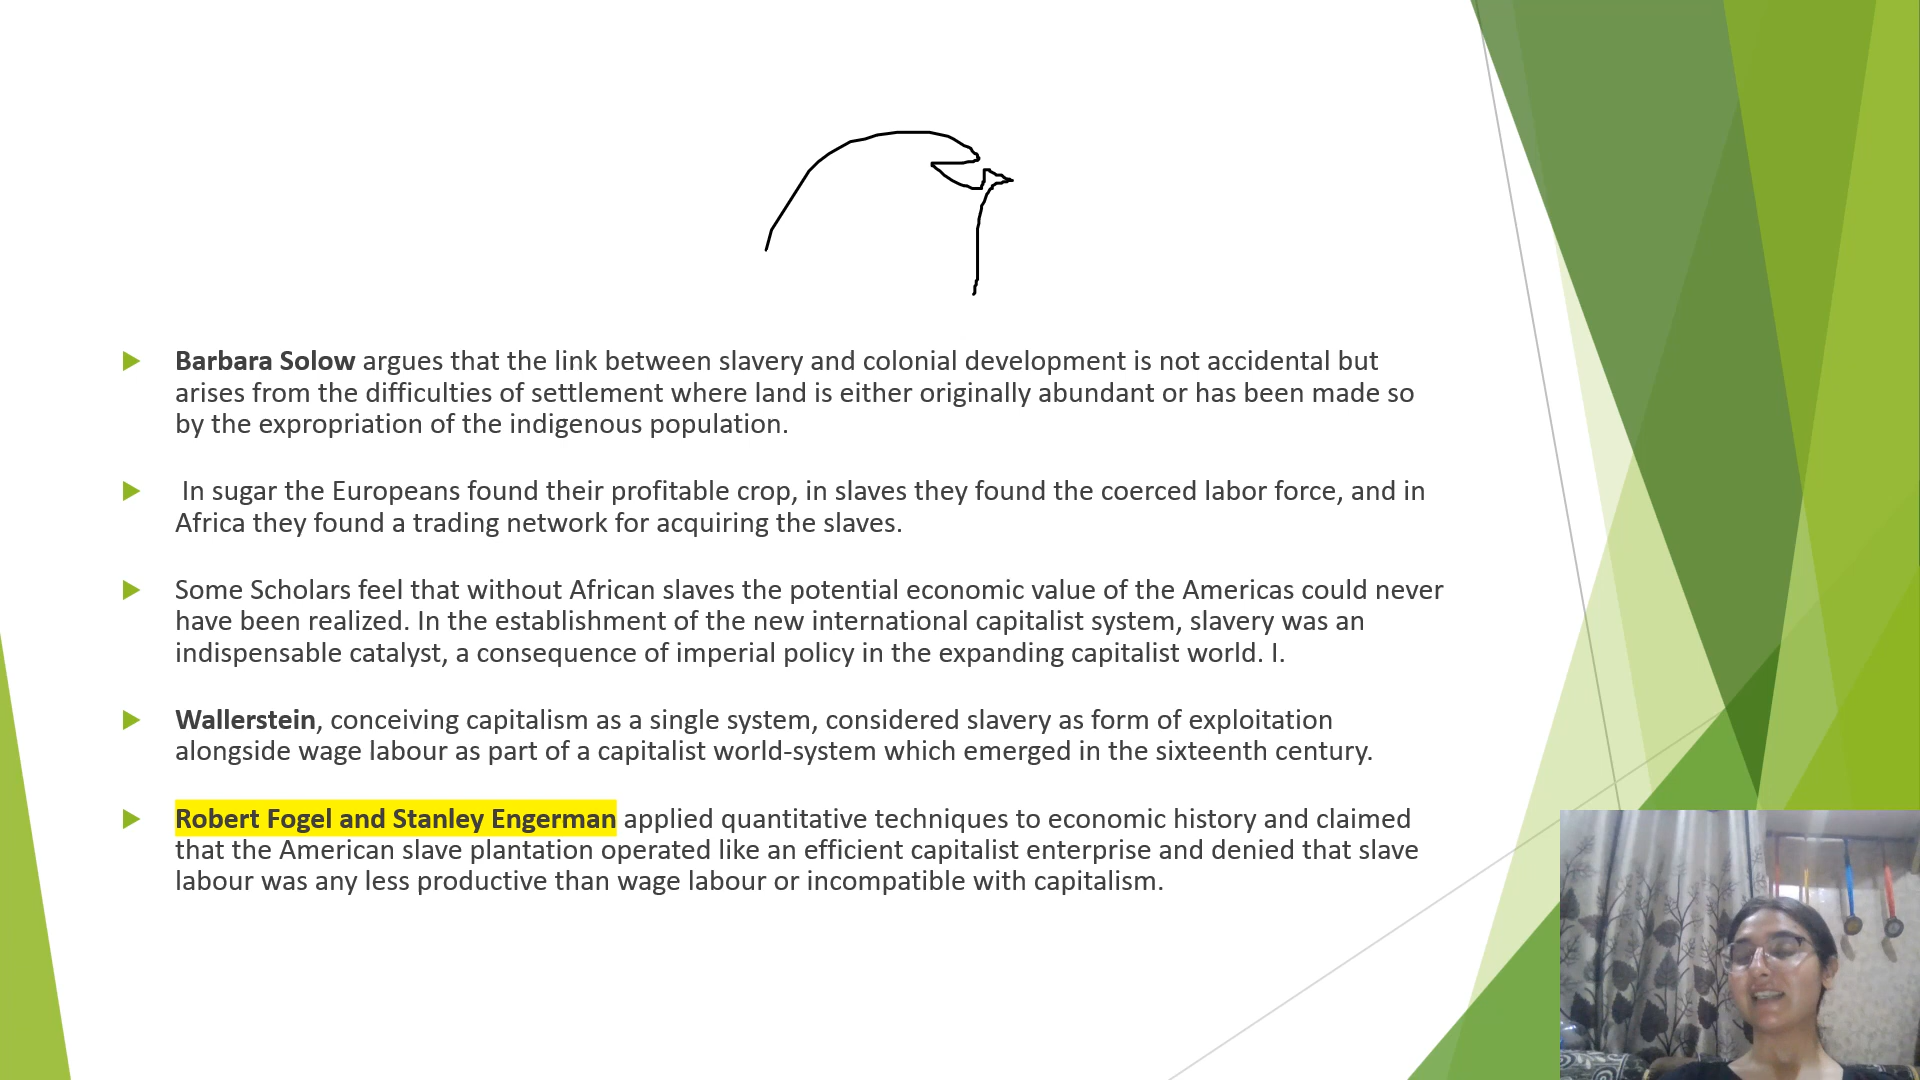 Barbara Solow argues that the link between slavery and colonial development is not accidental but
arises from the difficulties of settlement where land is either originally abundant or has been made so
by the expropriation of the indigenous population.
In sugar the Europeans found their profitable crop, in slaves they found the coerced labor force, and in
Africa they found a trading network for acquiring the slaves.
Some Scholars feel that without African slaves the potential economic value of the Americas could never
have been realized. In the establishment of the new international capitalist system, slavery was an
indispensable catalyst, a consequence of imperial policy in the expanding capitalist world. I.
Wallerstein, conceiving capitalism as a single system, considered slavery as form of exploitation
alongside wage labour as part of a capitalist world-system which emerged in the sixteenth century.
Robert Fogel and Stanley Engerman applied quantitative techniques to economic history and claimed
that the American slave plantation operated like an efficient capitalist enterprise and denied that slave
labour was any less productive than wage labour or incompatible with capitalism.